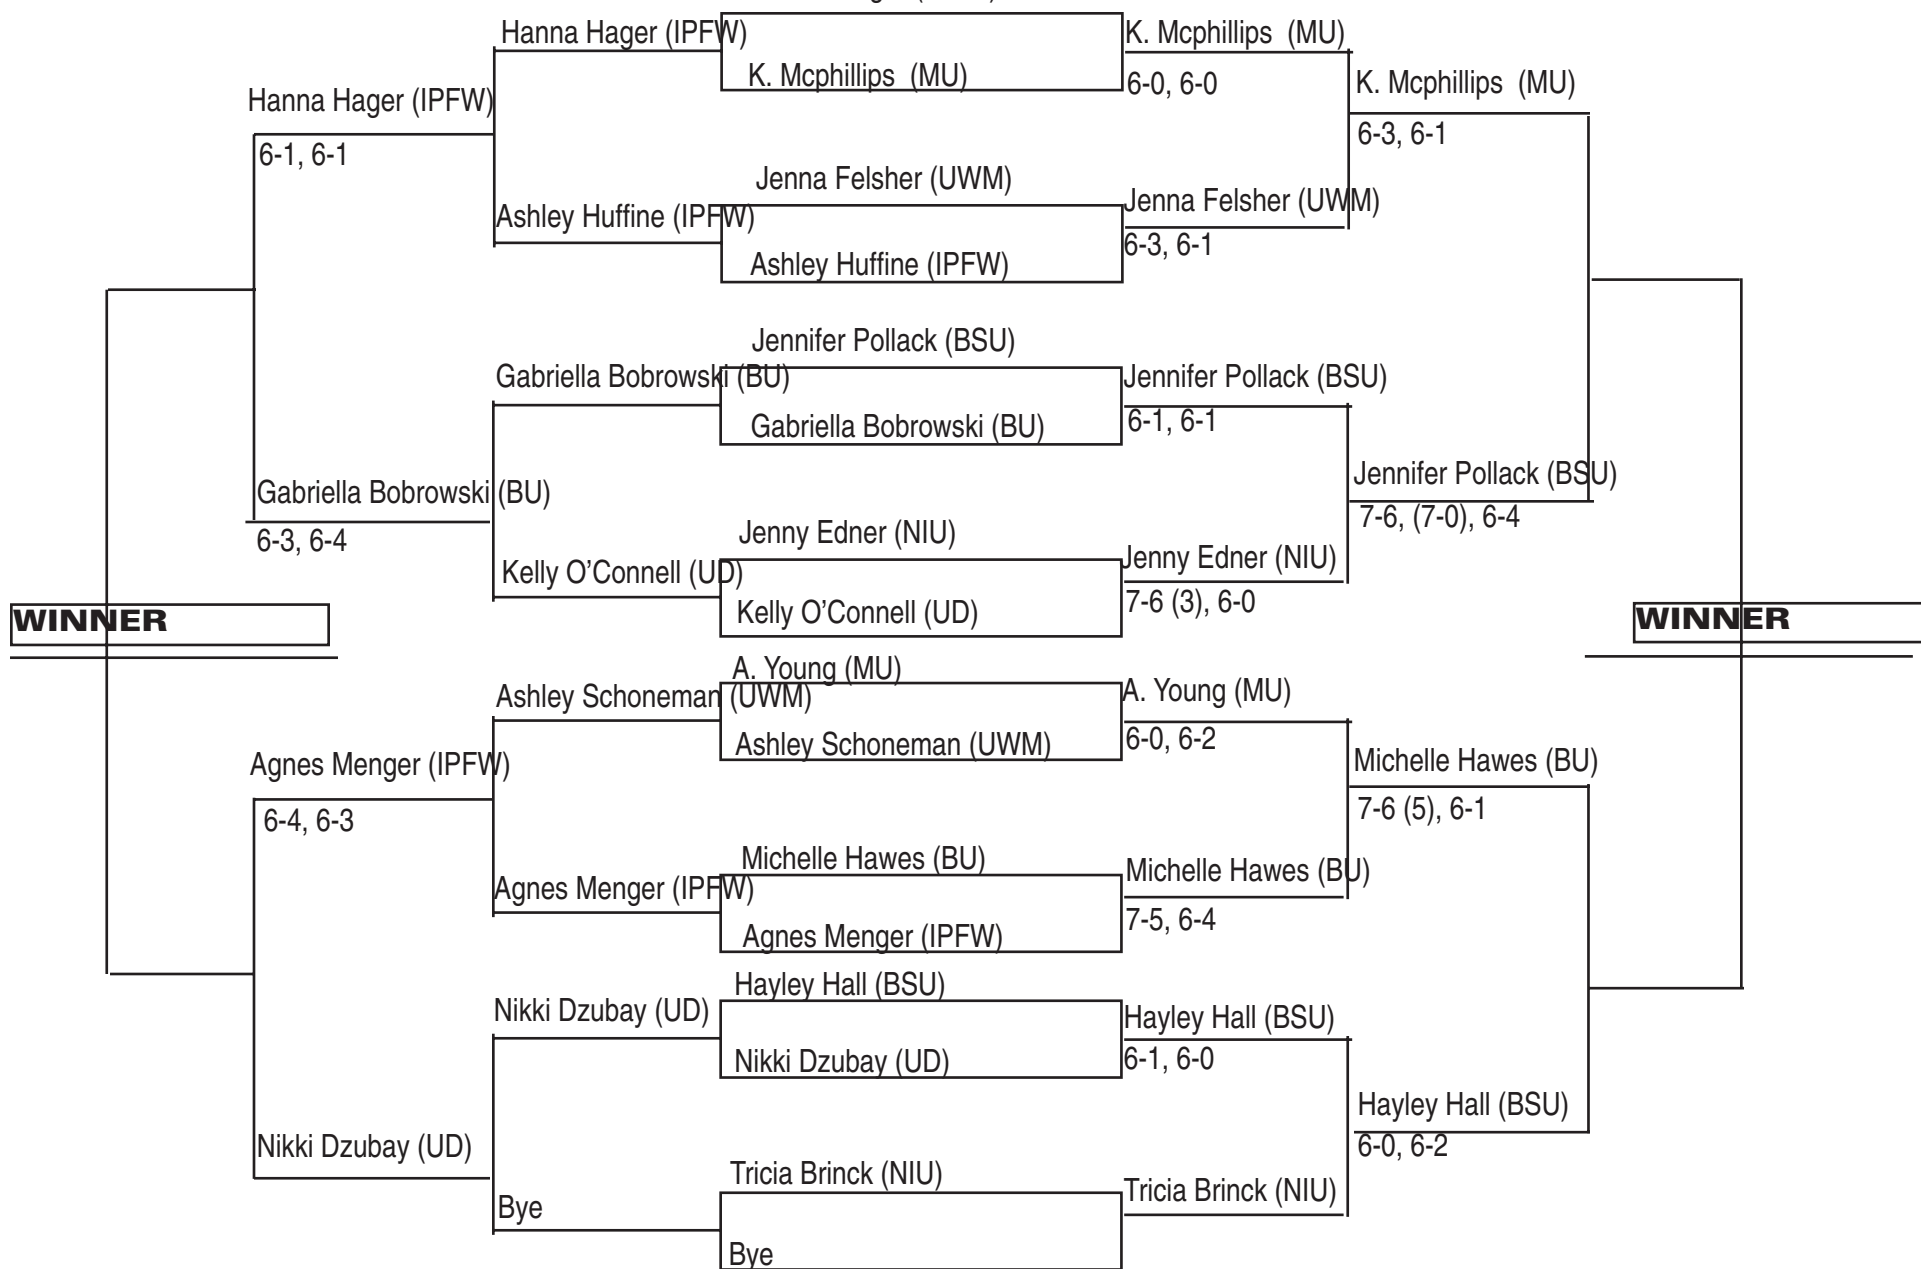 Hanna Hager (IPFW)
K. Mcphillips (MU)
K. Mcphillips (MU)
K. Mcphillips (MU)
Hanna Hager (IPFW)
6-0, 6-0
6-1, 6-1
6-3, 6-1
Jenna Felsher (UWM)
Jenna Felsher (UWM)
Ashley Huffine (IPFW)
6-3, 6-1
Ashley Huffine (IPFW)
Jennifer Pollack (BSU)
Gabriella Bobrowski (BU)
Jennifer Pollack (BSU)
Gabriella Bobrowski (BU)
6-1, 6-1
Jennifer Pollack (BSU)
Gabriella Bobrowski (BU)
7-6, (7-0), 6-4
6-3, 6-4
Jenny Edner (NIU)
Jenny Edner (NIU)
Kelly O'Connell (UD)
7-6 (3), 6-0
Kelly O'Connell (UD)
WINNER
WINNER
A. Young (MU)
Ashley Schoneman (UWM)
A. Young (MU)
Ashley Schoneman (UWM)
6-0, 6-2
Agnes Menger (IPFW)
Michelle Hawes (BU)
6-4, 6-3
7-6 (5), 6-1
Michelle Hawes (BU)
Michelle Hawes (BU)
Agnes Menger (IPFW)
7-5, 6-4
Agnes Menger (IPFW)
Hayley Hall (BSU)
Nikki Dzubay (UD)
Hayley Hall (BSU)
Nikki Dzubay (UD)
6-1, 6-0
Hayley Hall (BSU)
Nikki Dzubay (UD)
6-0, 6-2
Tricia Brinck (NIU)
Tricia Brinck (NIU)
Bye
Bye